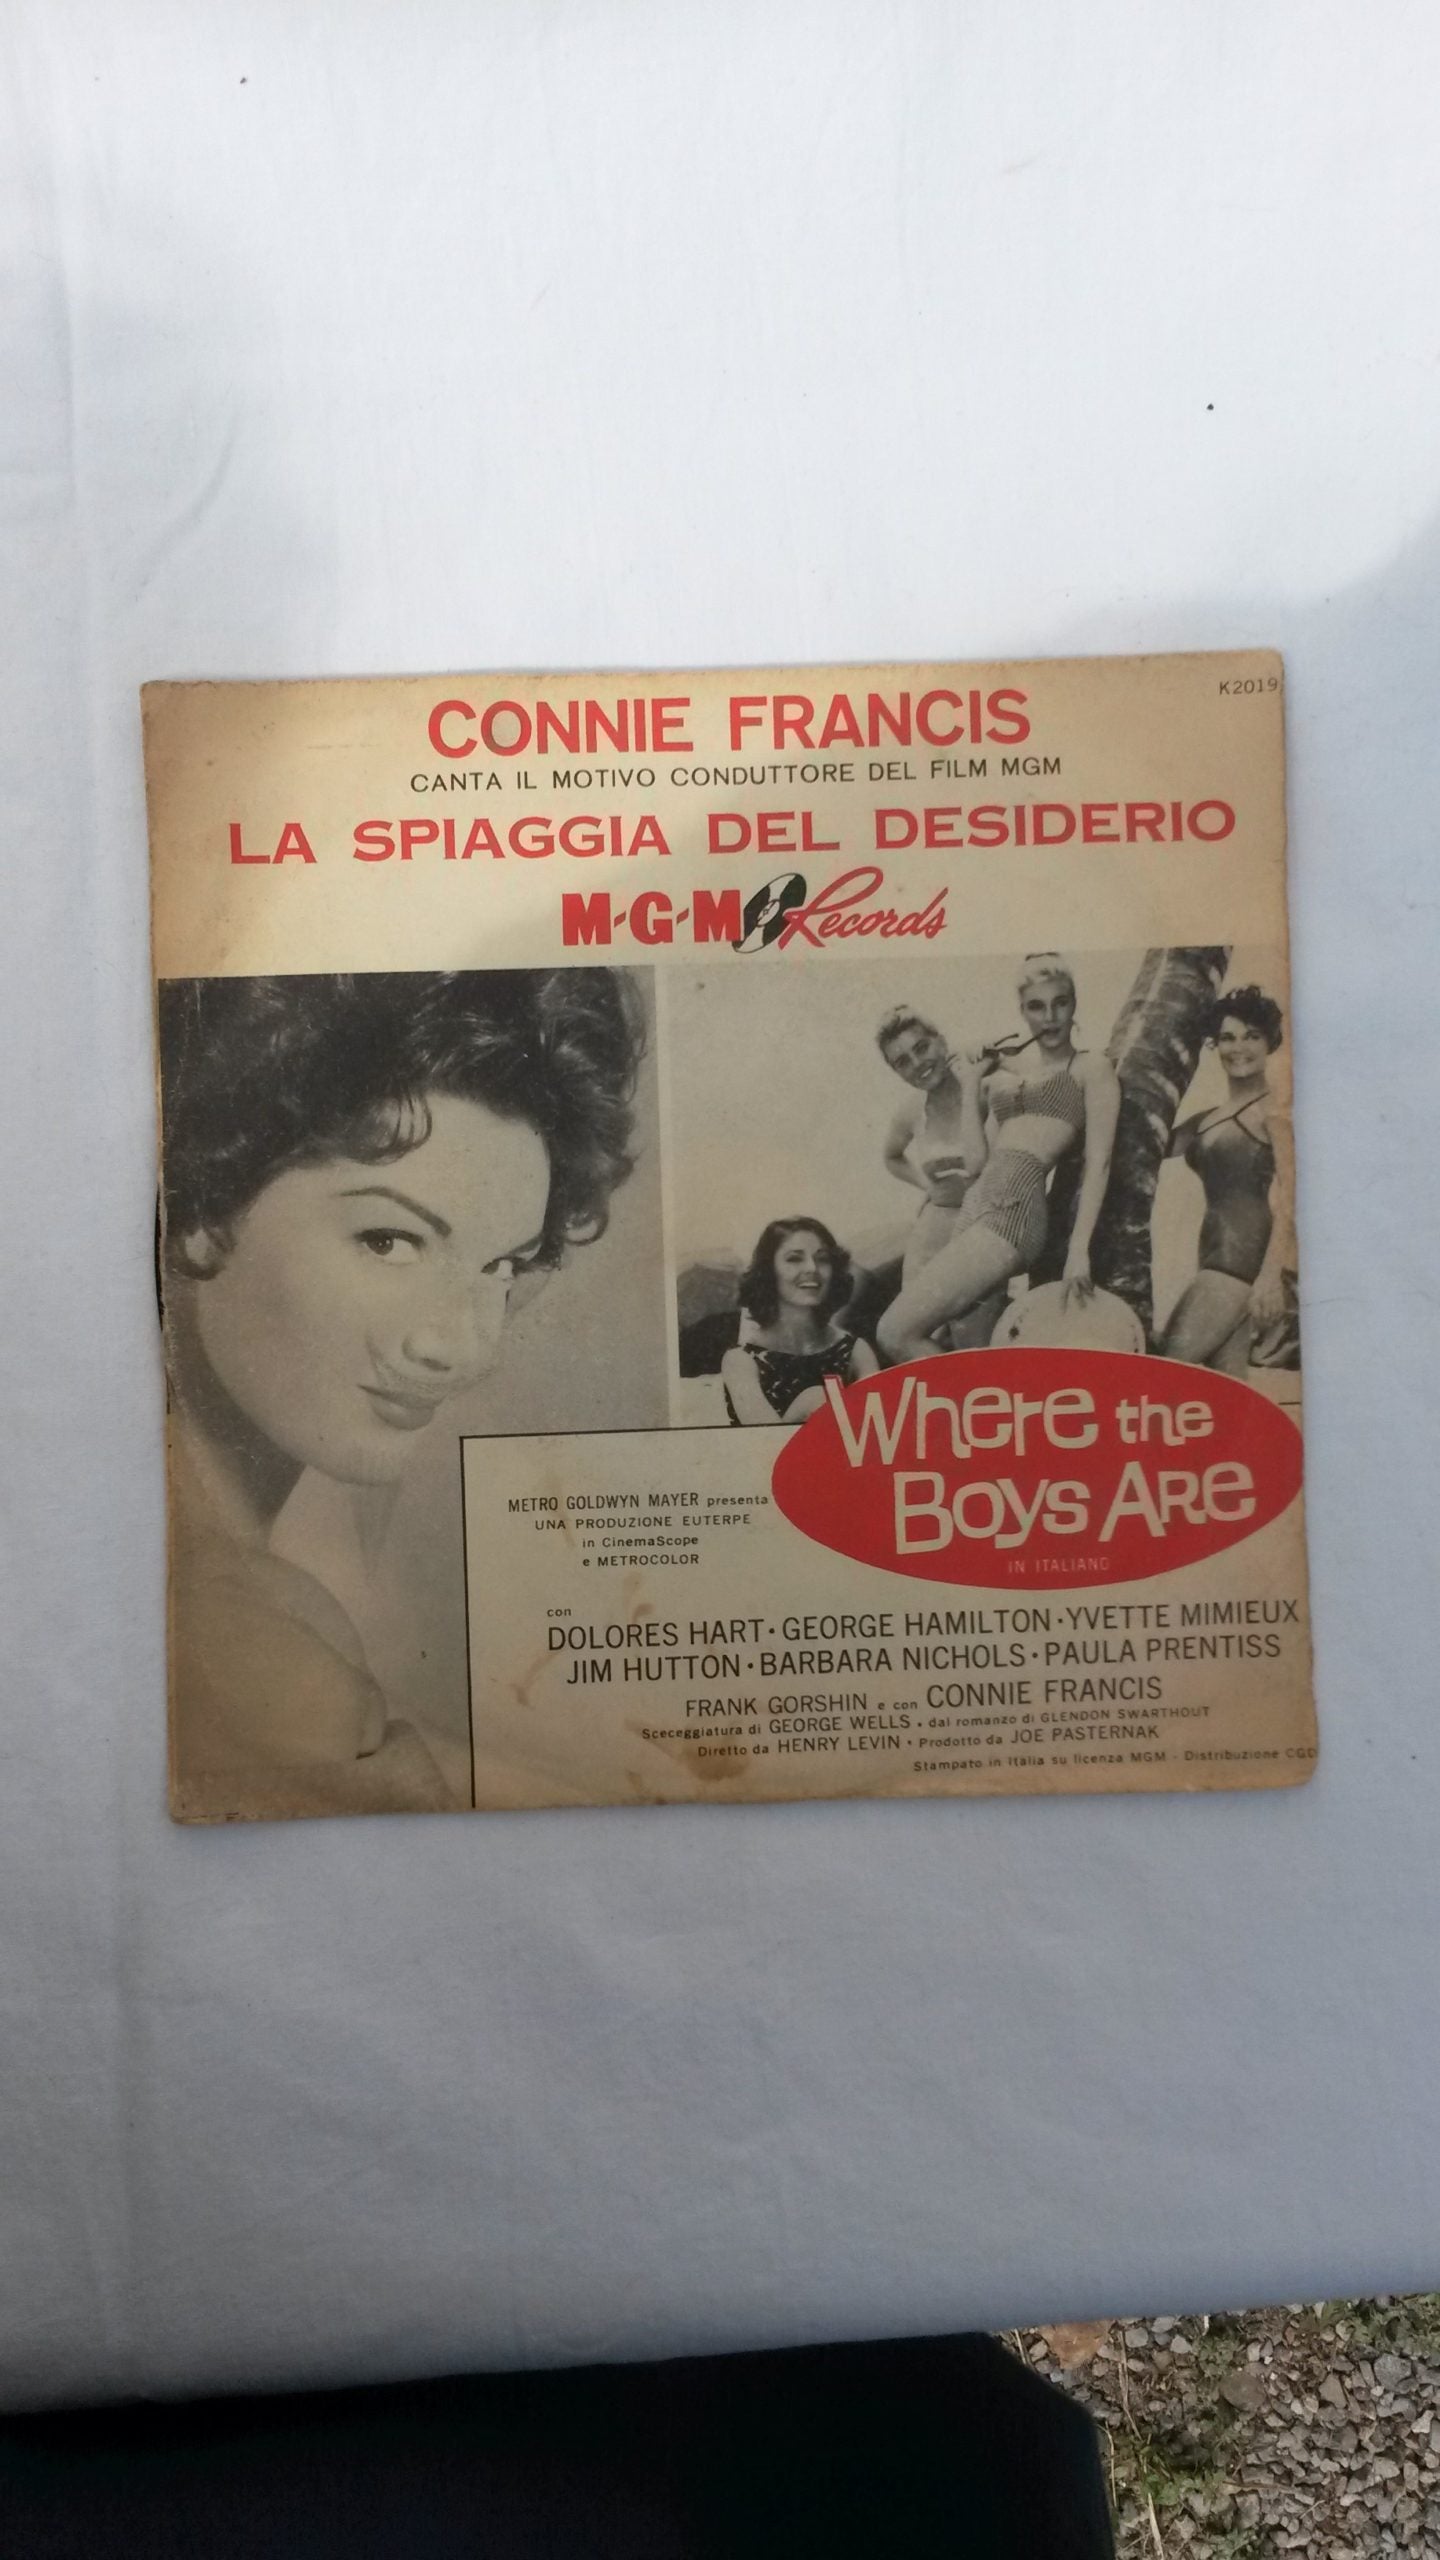 K2019
CONNIE FRANCIS
CANTA IL MOTIVO CONDUTTORE DEL FILM MGM
LA SPIAGGIA DEL DESIDERIO
M-G-M Records
Where the
Boys Are
IN ITALIANO
METRO GOLDWYN MAYER presenta
UNA PRODUZIONE EUTERPE
in CinemaScope
e METROCOLOR
con
DOLORES HART · GEORGE HAMILTON · YVETTE MIMIEUX
JIM HUTTON · BARBARA NICHOLS · PAULA PRENTISS
FRANK GORSHIN e con CONNIE FRANCIS
Sceceggiatura di GEORGE WELLS · dal romanzo di GLENDON SWARTHOUT
Diretto da HENRY LEVIN · Prodotto da JOE PASTERNAK
Stampato in Italia su licenza MGM - Distribuzione CGD